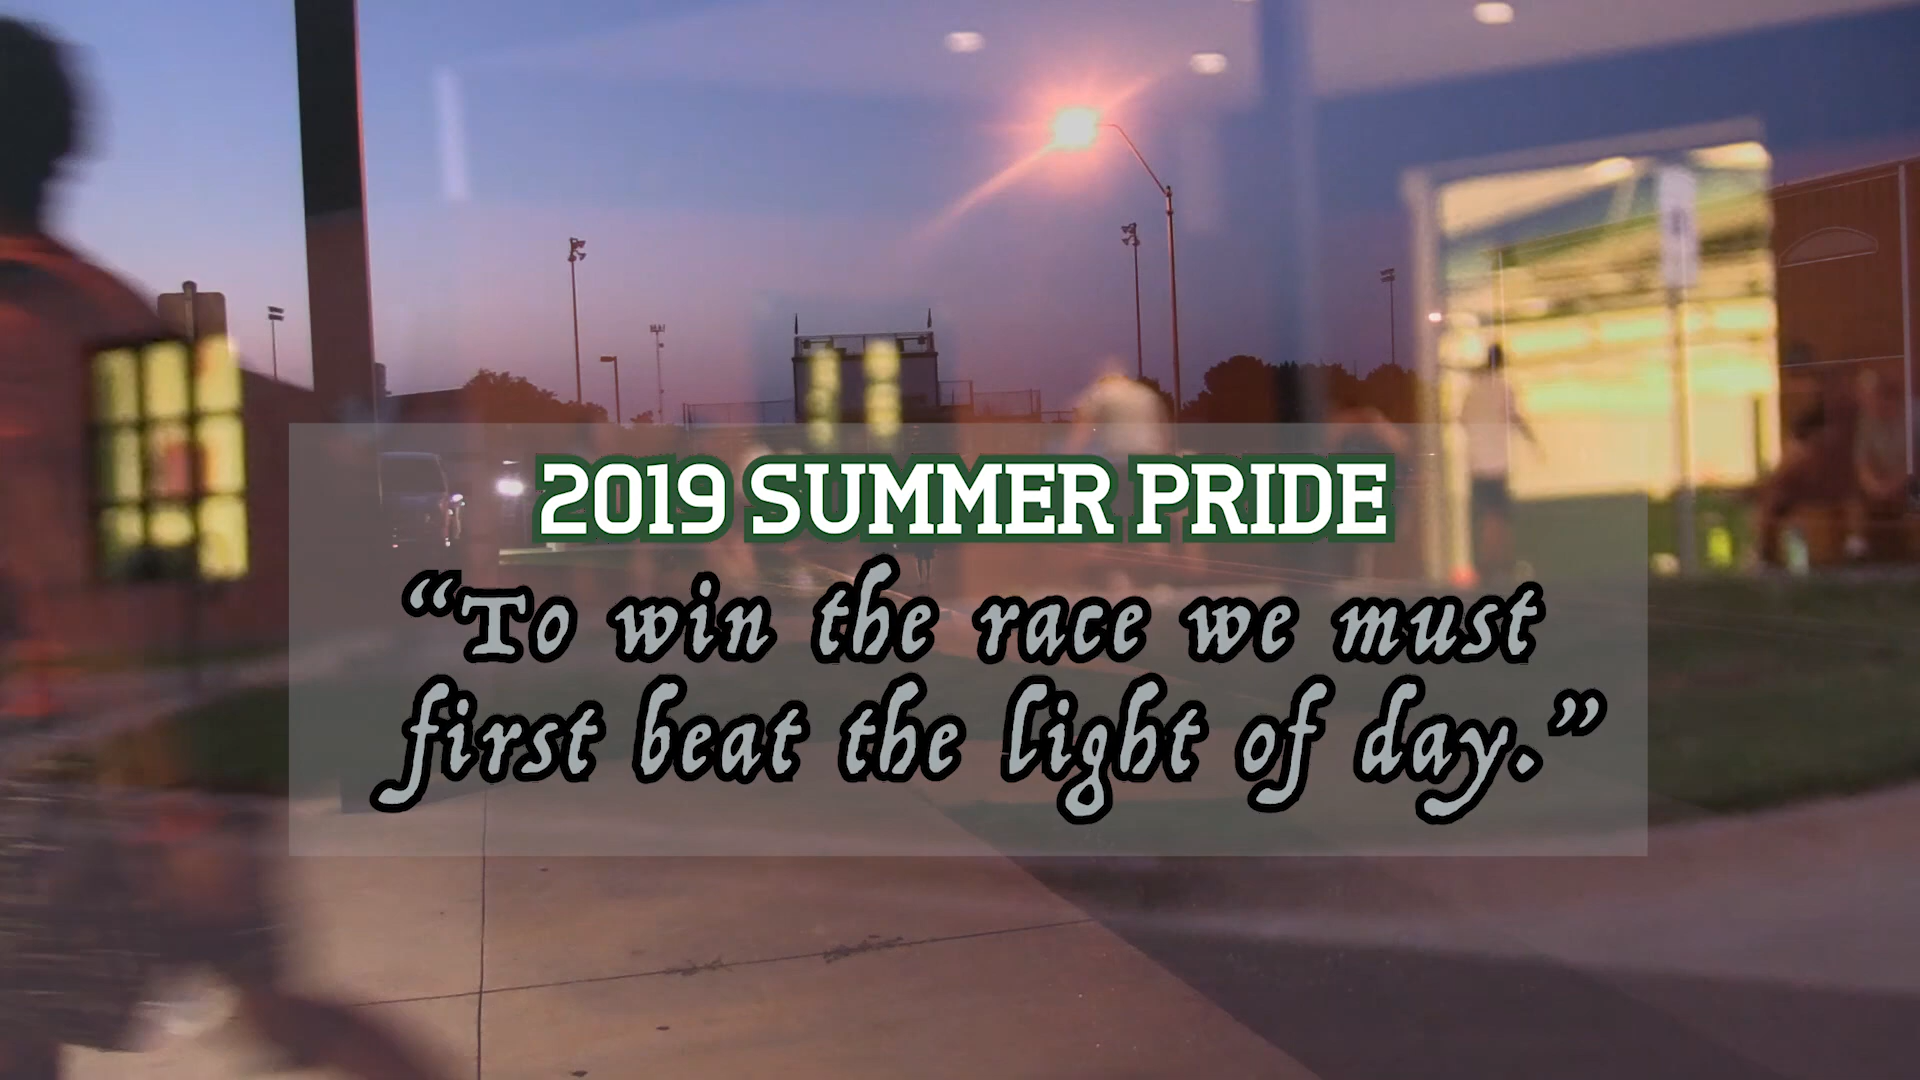 2019 SUMMER PRIDE
“To win the race we must
first beat the light of day.”